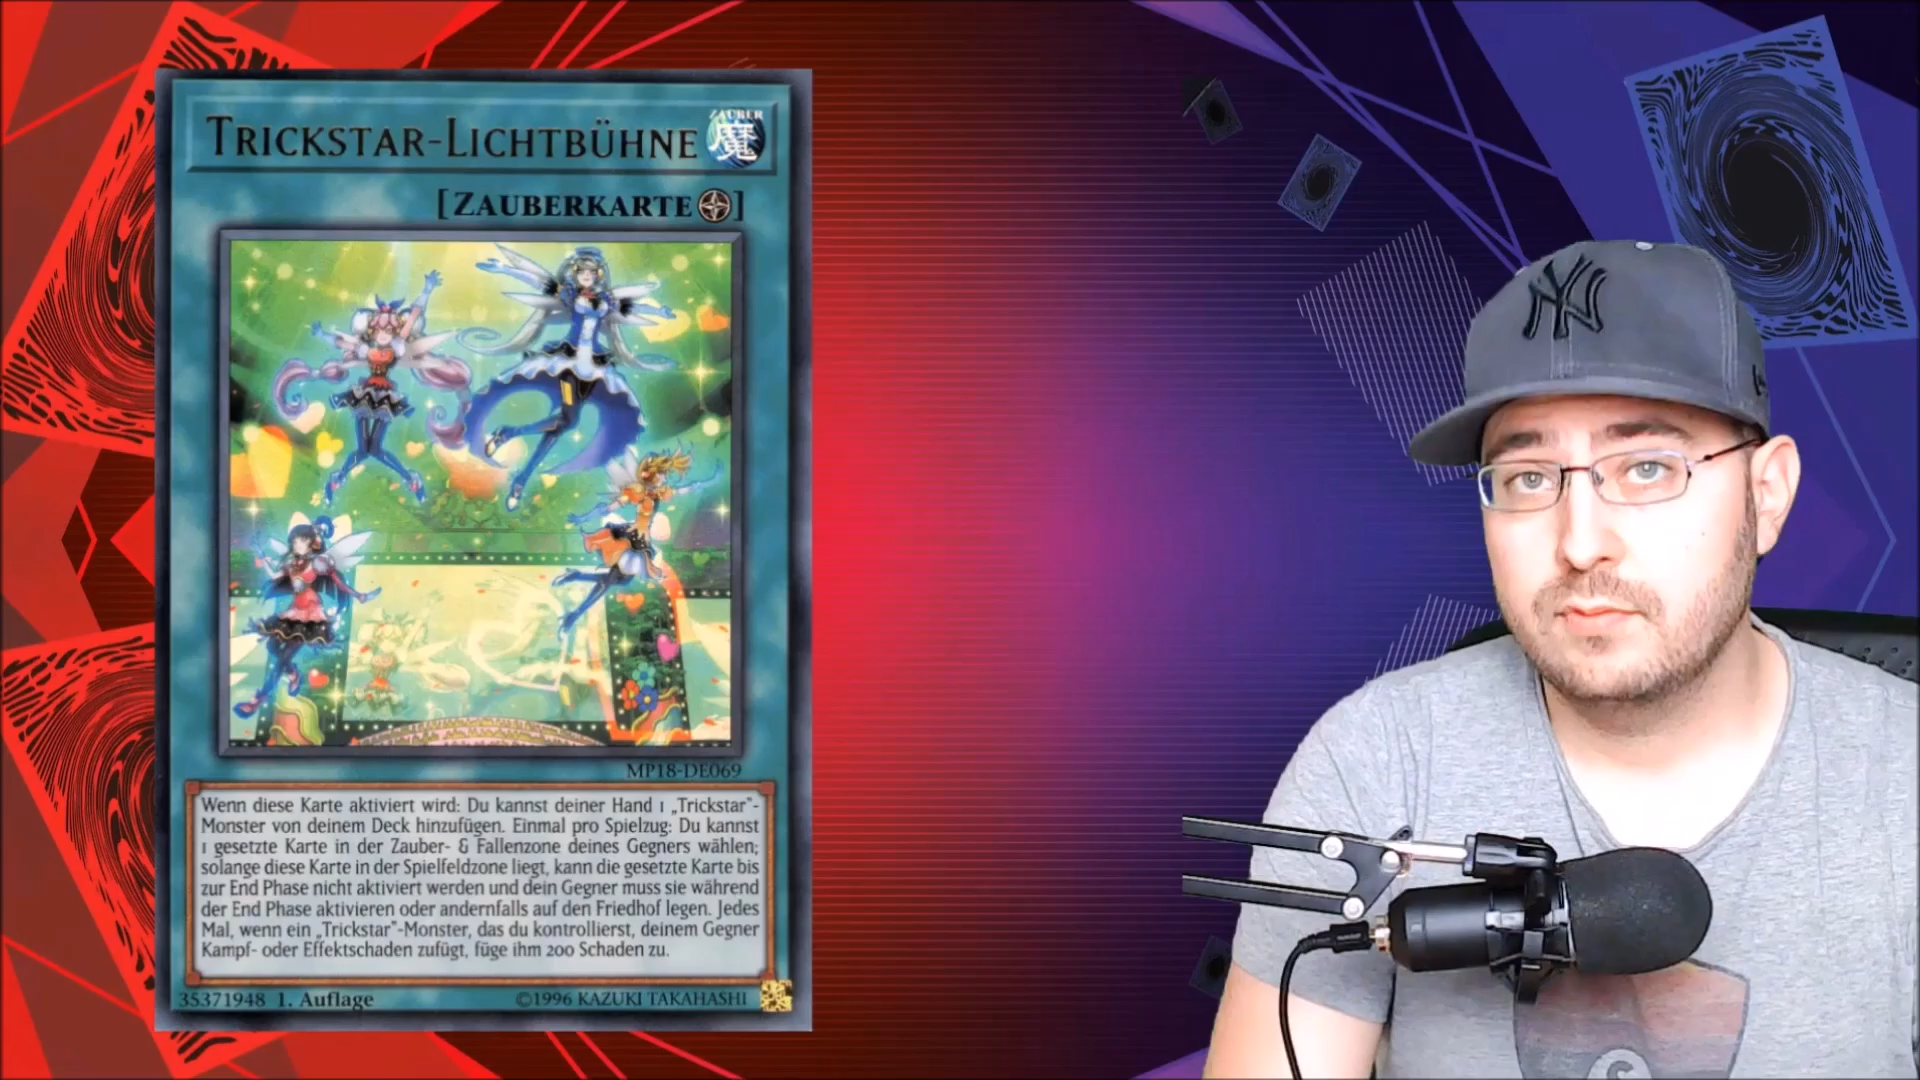 TRICKSTAR-LICHTBÜHNE
ZAUBER
魔
[ZAUBERKARTE]
MP18-DE069
Wenn diese Karte aktiviert wird: Du kannst deiner Hand 1 „Trickstar“-
Monster von deinem Deck hinzufügen. Einmal pro Spielzug: Du kannst
1 gesetzte Karte in der Zauber- & Fallenzone deines Gegners wählen;
solange diese Karte in der Spielfeldzone liegt, kann die gesetzte Karte bis
zur End Phase nicht aktiviert werden und dein Gegner muss sie während
der End Phase aktivieren oder andernfalls auf den Friedhof legen. Jedes
Mal, wenn ein „Trickstar“-Monster, das du kontrollierst, deinem Gegner
Kampf- oder Effektschaden zufügt, füge ihm 200 Schaden zu.
35371948 1. Auflage ©1996 KAZUKI TAKAHASHI
NY